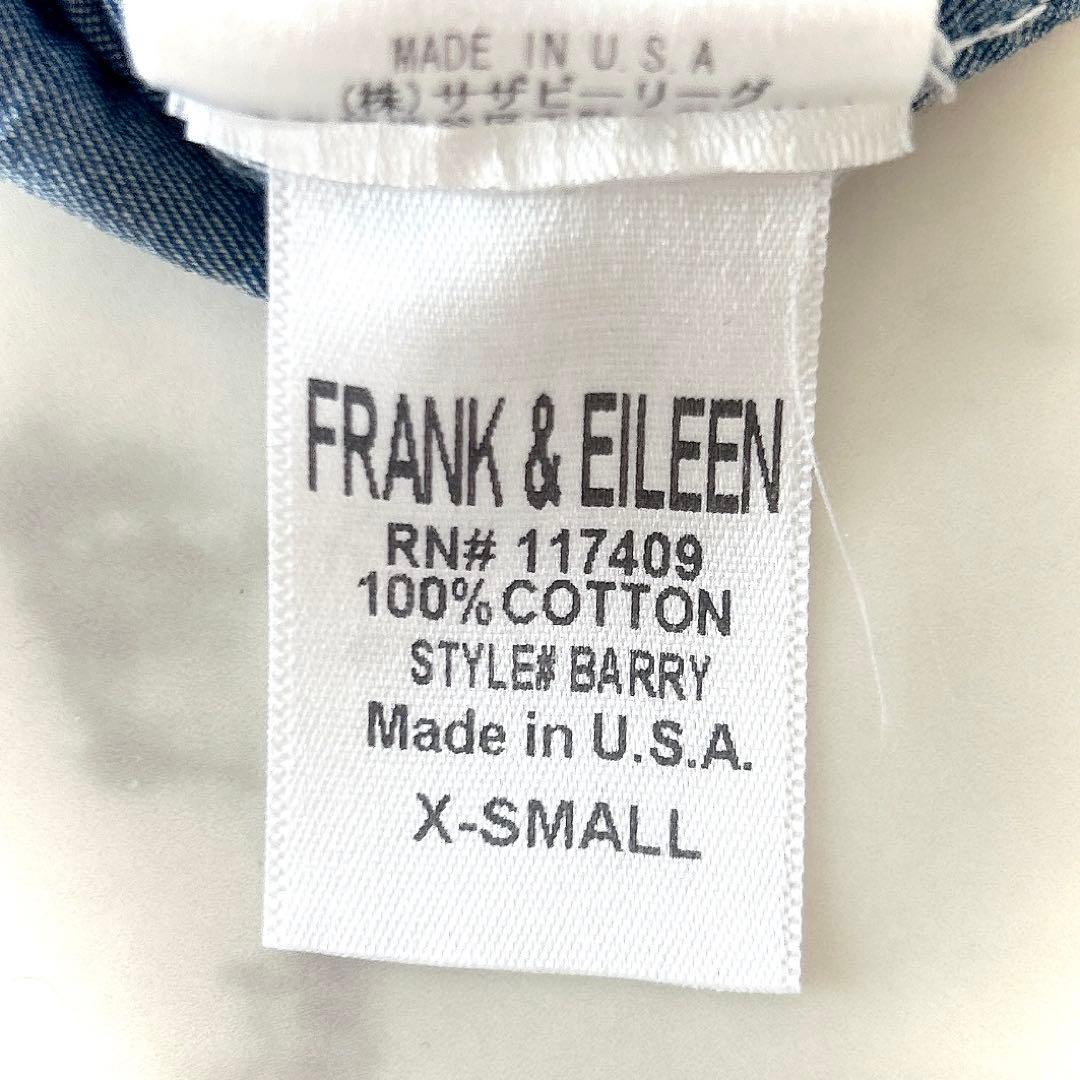 MADE IN U.S.A
(株)サザビーリーグ
FRANK & EILEEN
RN# 117409
100% COTTON
STYLE# BARRY
Made in U.S.A.
X-SMALL